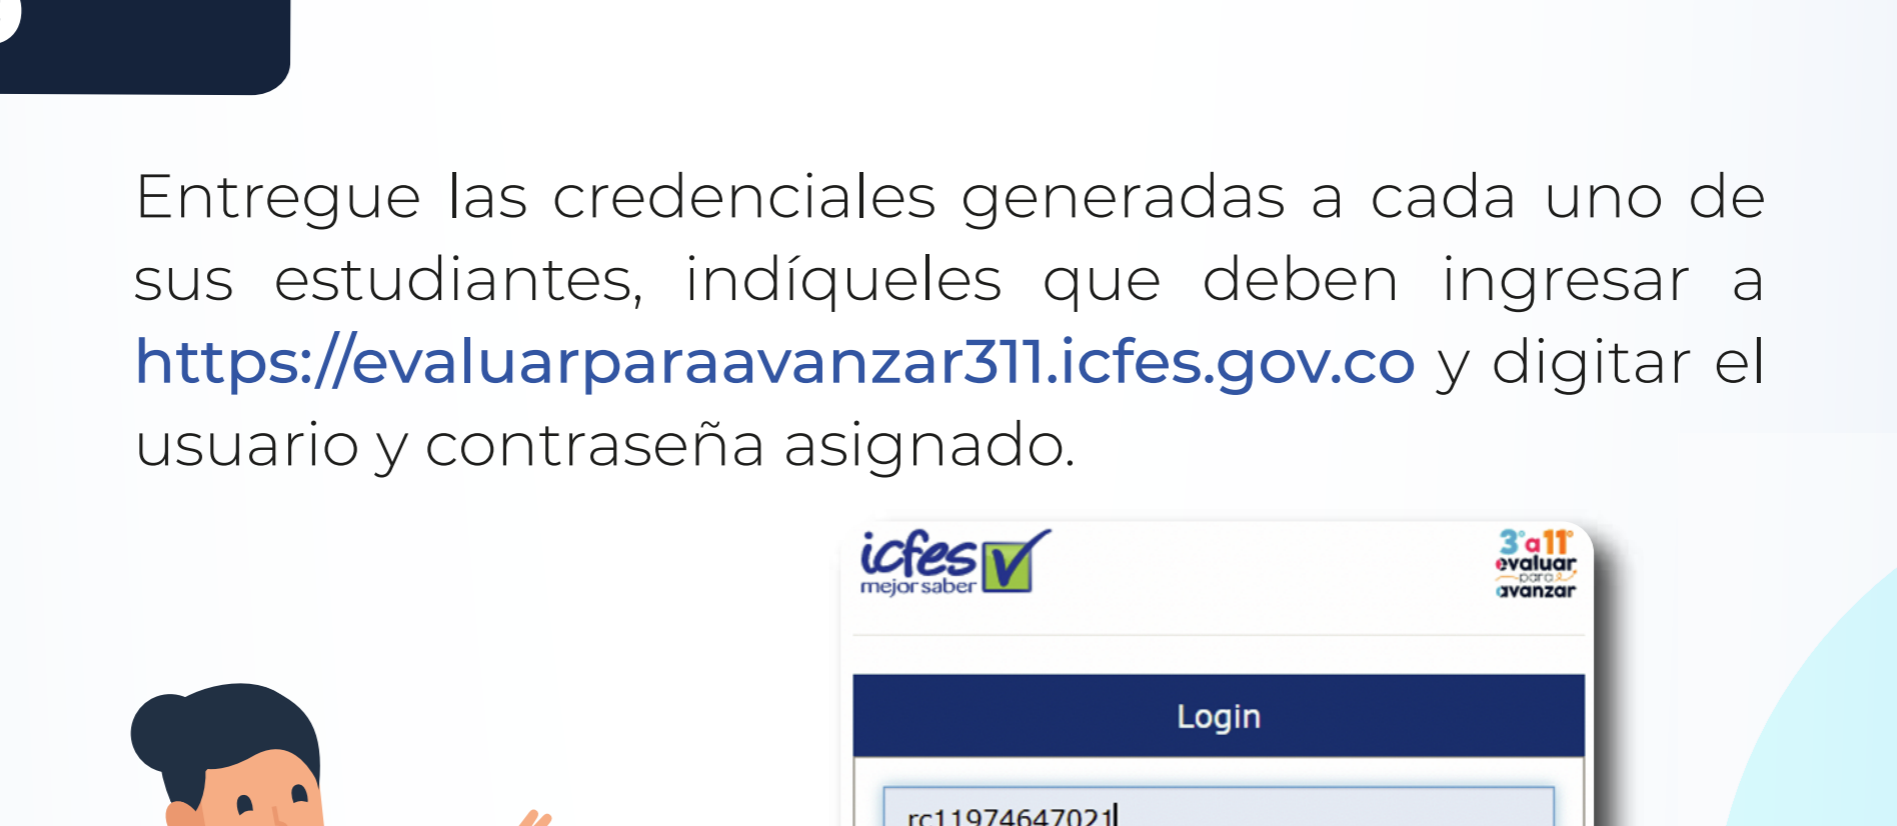 Entregue las credenciales generadas a cada uno de
sus estudiantes, indíqueles que deben ingresar a
https://evaluarparaavanzar311.icfes.gov.co y digitar el
usuario y contraseña asignado.
icfes
mejor saber
3° a 11°
evaluar
para
avanzar
Login
rc11974647021